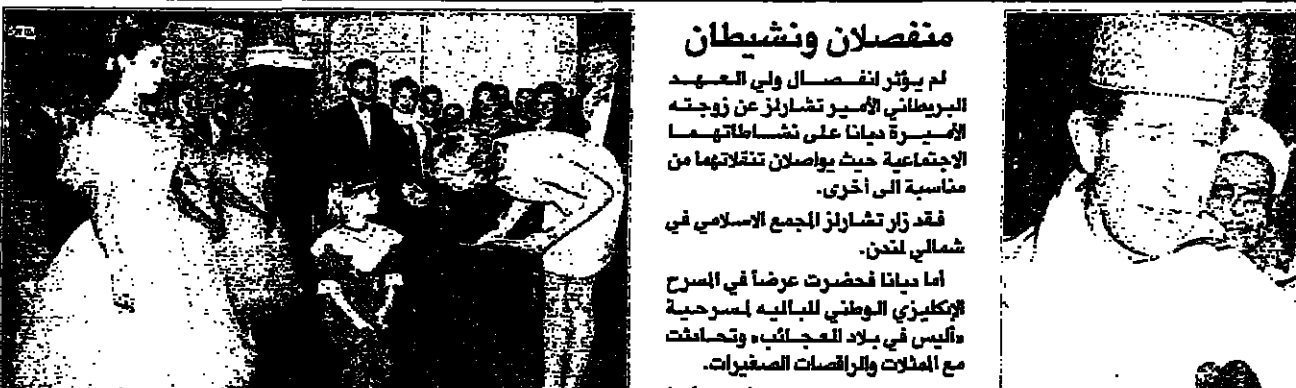 منفصلان ونشيطان
لم يؤثر انفصال ولي العهد
البريطاني الأمير تشارلز عن زوجته
الأميرة ديانا على نشاطاتهما
الاجتماعية حيث يواصلان تنقلاتهما من
مناسبة الى أخرى.
فقد زار تشارلز المجمع الاسلامي في
شمالي لندن.
أما ديانا فحضرت عرضاً في المسرح
الإنكليزي الوطني للباليه لمسرحية
«أليس في بلاد العجائب» وتحادثت
مع الممثلات والراقصات الصغيرات.